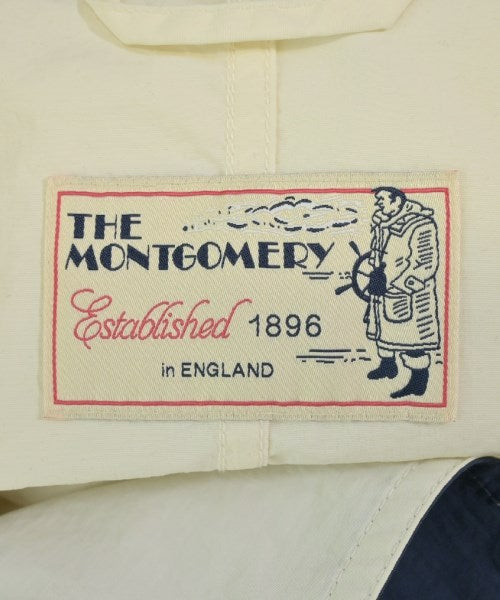 THE
MONTGOMERY
Established 1896
in ENGLAND